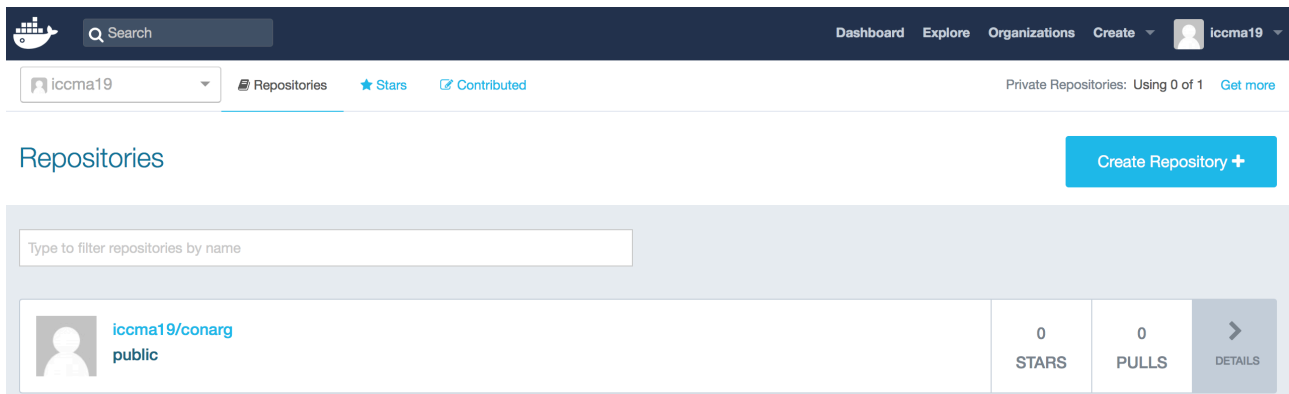 Search Dashboard Explore Organizations Create iccma19
iccma19 Repositories Stars Contributed Private Repositories: Using 0 of 1 Get more
Repositories
Create Repository
Type to filter repositories by name
iccma19/conarg
public
0
STARS
0
PULLS
DETAILS